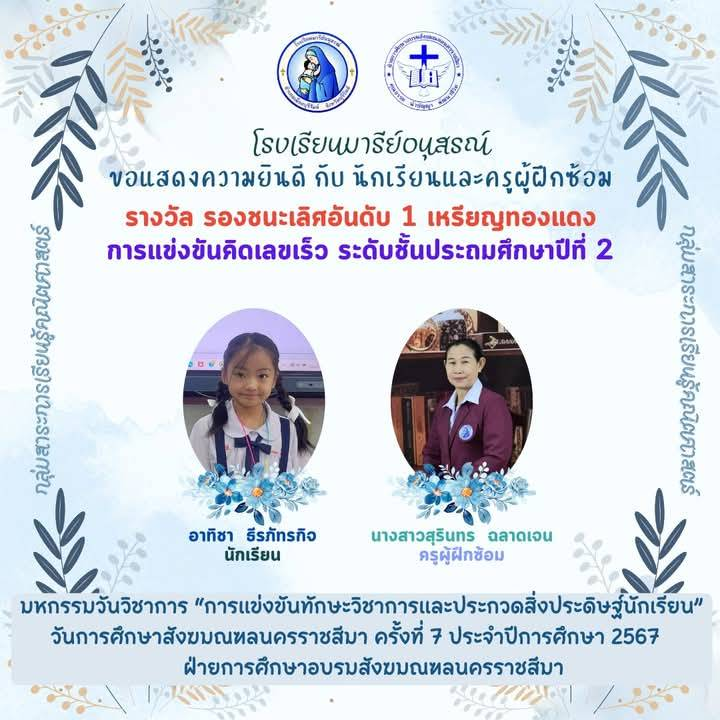 โรงเรียนมารีย์อนุสรณ์
ขอแสดงความยินดี กับ นักเรียนและครูผู้ฝึกซ้อม
รางวัล รองชนะเลิศอันดับ 1 เหรียญทองแดง
การแข่งขันคิดเลขเร็ว ระดับชั้นประถมศึกษาปีที่ 2
กลุ่มสาระการเรียนรู้คณิตศาสตร์
กลุ่มสาระการเรียนรู้คณิตศาสตร์
อาทิชา ธีรภัทรกิจ
นักเรียน
นางสาวสุรินทร ฉลาดเจน
ครูผู้ฝึกซ้อม
มหกรรมวันวิชาการ "การแข่งขันทักษะวิชาการและประกวดสิ่งประดิษฐ์นักเรียน"
วันการศึกษาสังฆมณฑลนครราชสีมา ครั้งที่ 7 ประจำปีการศึกษา 2567
ฝ่ายการศึกษาอบรมสังฆมณฑลนครราชสีมา